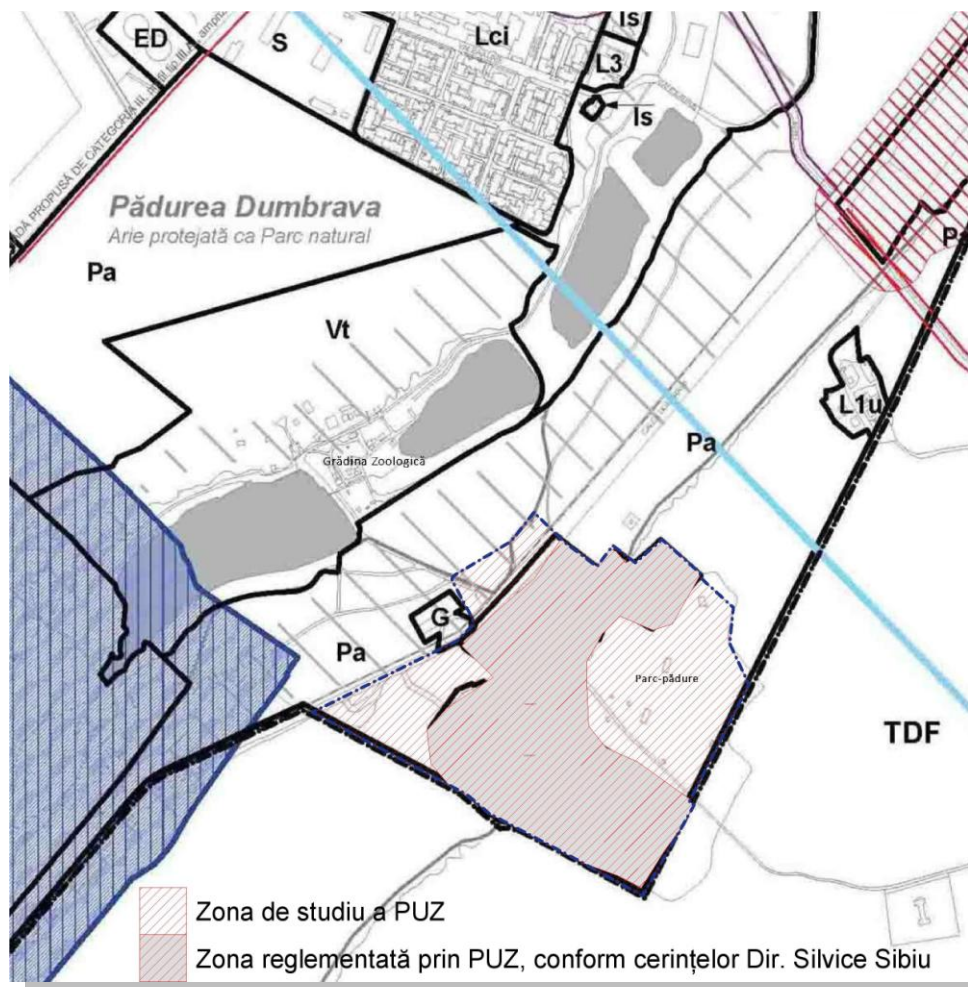 ED
S
Lci
Is
L3
Is
Pădurea Dumbrava
Arie protejată ca Parc natural
Pa
Vt
L1u
Pa
Grădina Zoologică
G
Pa
Parc-pădure
TDF
Zona de studiu a PUZ
Zona reglementată prin PUZ, conform cerințelor Dir. Silvice Sibiu